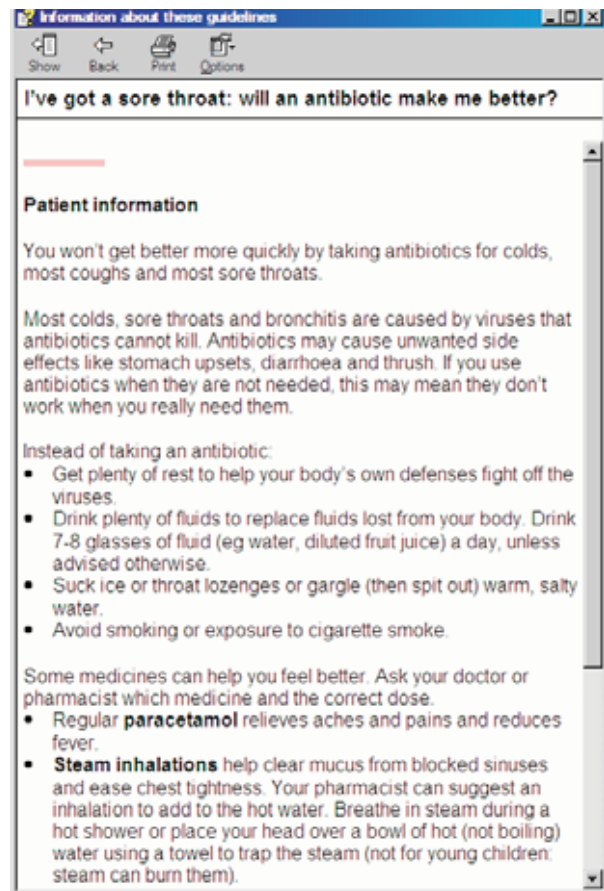 Information about these guidelines
Show Back Print Options
I've got a sore throat: will an antibiotic make me better?
Patient information
You won't get better more quickly by taking antibiotics for colds,
most coughs and most sore throats.
Most colds, sore throats and bronchitis are caused by viruses that
antibiotics cannot kill. Antibiotics may cause unwanted side
effects like stomach upsets, diarrhoea and thrush. If you use
antibiotics when they are not needed, this may mean they don't
work when you really need them.
Instead of taking an antibiotic:
• Get plenty of rest to help your body's own defenses fight off the
viruses.
• Drink plenty of fluids to replace fluids lost from your body. Drink
7-8 glasses of fluid (eg water, diluted fruit juice) a day, unless
advised otherwise.
• Suck ice or throat lozenges or gargle (then spit out) warm, salty
water.
• Avoid smoking or exposure to cigarette smoke.
Some medicines can help you feel better. Ask your doctor or
pharmacist which medicine and the correct dose.
• Regular paracetamol relieves aches and pains and reduces
fever.
• Steam inhalations help clear mucus from blocked sinuses
and ease chest tightness. Your pharmacist can suggest an
inhalation to add to the hot water. Breathe in steam during a
hot shower or place your head over a bowl of hot (not boiling)
water using a towel to trap the steam (not for young children:
steam can burn them).